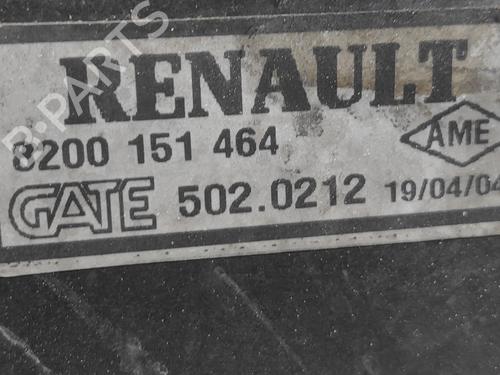 RENAULT
8200 151 464
AME
GATE 502.0212 19/04/04
B-PARTS